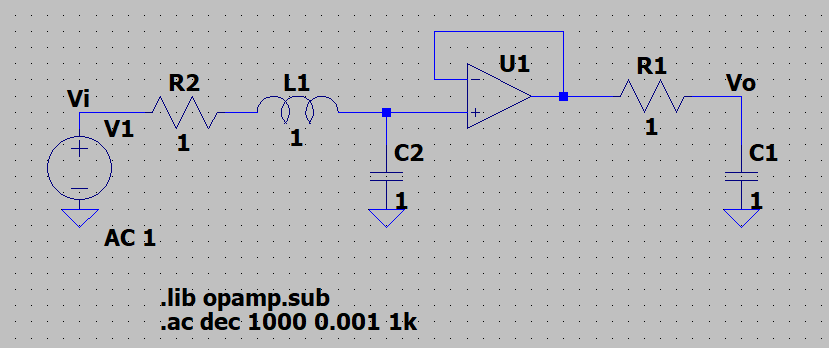 Vi
V1
AC 1
R2
1
L1
1
C2
1
U1
R1
1
Vo
C1
1
.lib opamp.sub
.ac dec 1000 0.001 1k